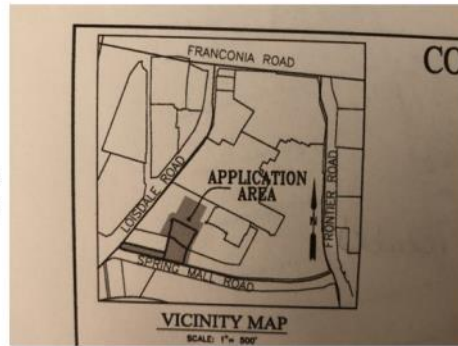 FRANCONIA ROAD
CO
LOISDALE ROAD
APPLICATION
AREA
N
FRONTIER ROAD
SPRING MALL ROAD
VICINITY MAP
SCALE: 1"= 500'